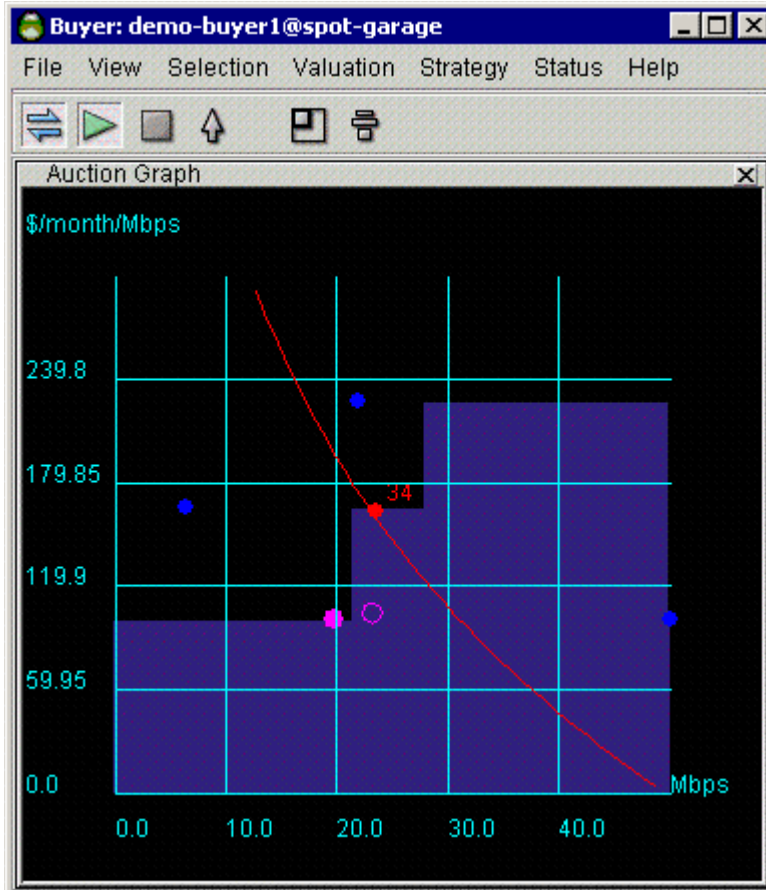 Buyer: demo-buyer1@spot-garage
File View Selection Valuation Strategy Status Help
Auction Graph
$/month/Mbps
239.8
179.85
34
119.9
59.95
0.0
Mbps
0.0 10.0 20.0 30.0 40.0